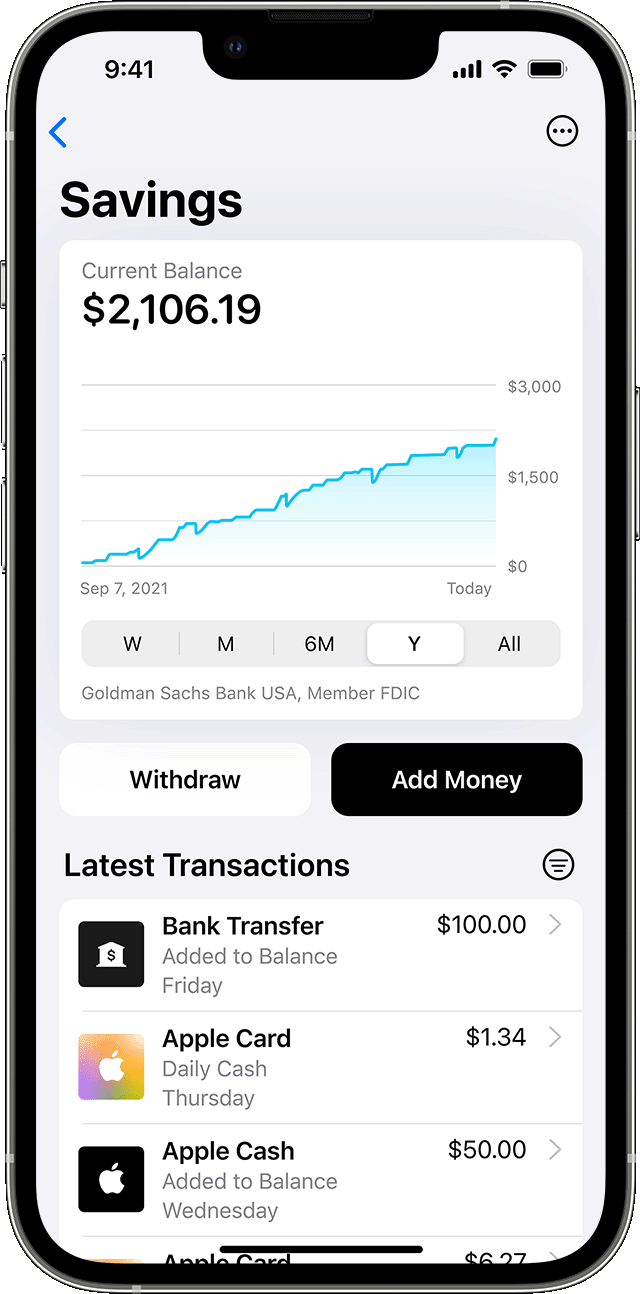 9:41
Savings
Current Balance
$2,106.19
$3,000
$1,500
$0
Sep 7, 2021 Today
W M 6M Y All
Goldman Sachs Bank USA, Member FDIC
Withdraw Add Money
Latest Transactions
Bank Transfer $100.00
Added to Balance
Friday
Apple Card $1.34
Daily Cash
Thursday
Apple Cash $50.00
Added to Balance
Wednesday
Apple Card $6.27